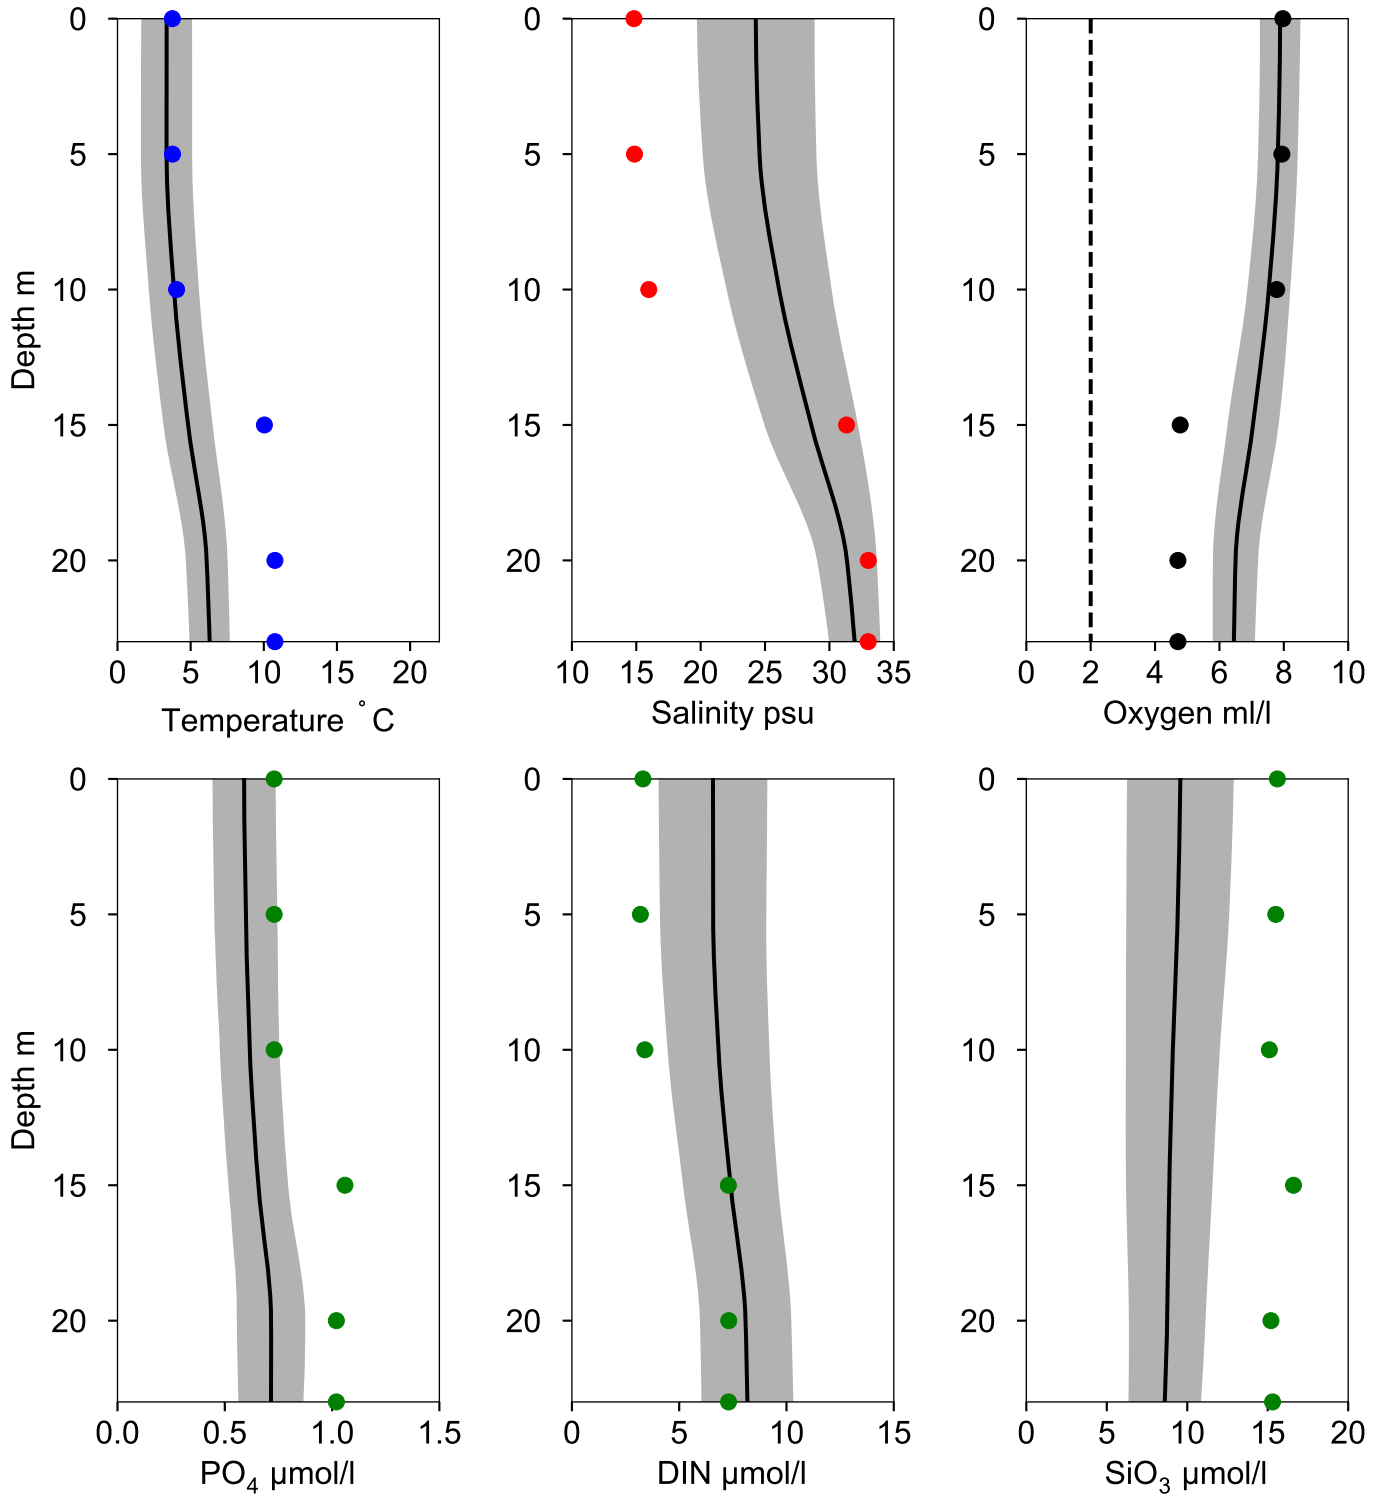 0
5
10
15
20
Depth m
0 5 10 15 20
Temperature ˚ C
0
5
10
15
20
10 15 20 25 30 35
Salinity psu
0
5
10
15
20
0 2 4 6 8 10
Oxygen ml/l
0
5
10
15
20
Depth m
0.0 0.5 1.0 1.5
PO₄ µmol/l
0
5
10
15
20
0 5 10 15
DIN µmol/l
0
5
10
15
20
0 5 10 15 20
SiO₃ µmol/l